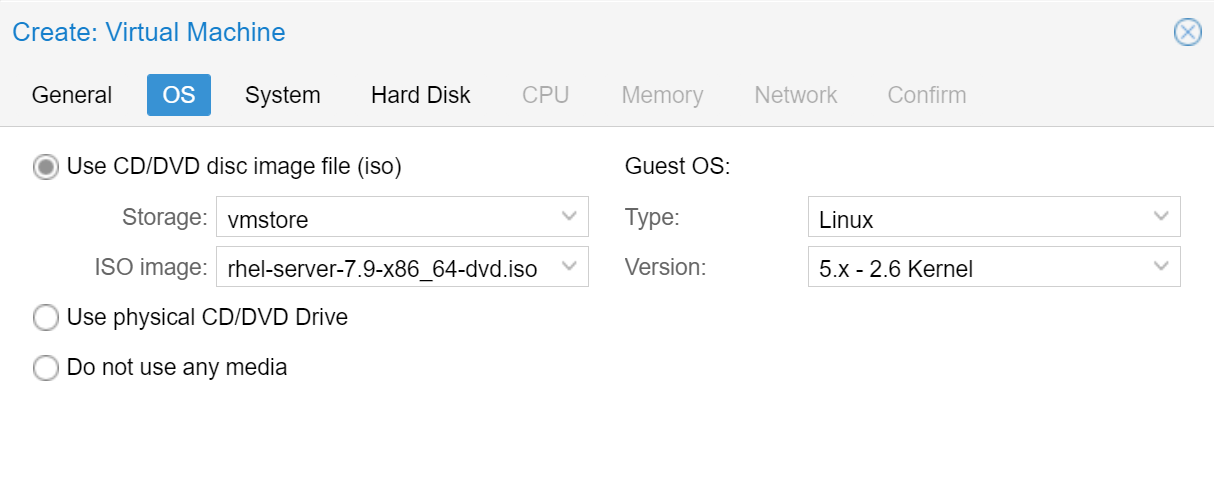 Create: Virtual Machine
General OS System Hard Disk CPU Memory Network Confirm
Use CD/DVD disc image file (iso)
Storage: vmstore
ISO image: rhel-server-7.9-x86_64-dvd.iso
Use physical CD/DVD Drive
Do not use any media
Guest OS:
Type: Linux
Version: 5.x - 2.6 Kernel